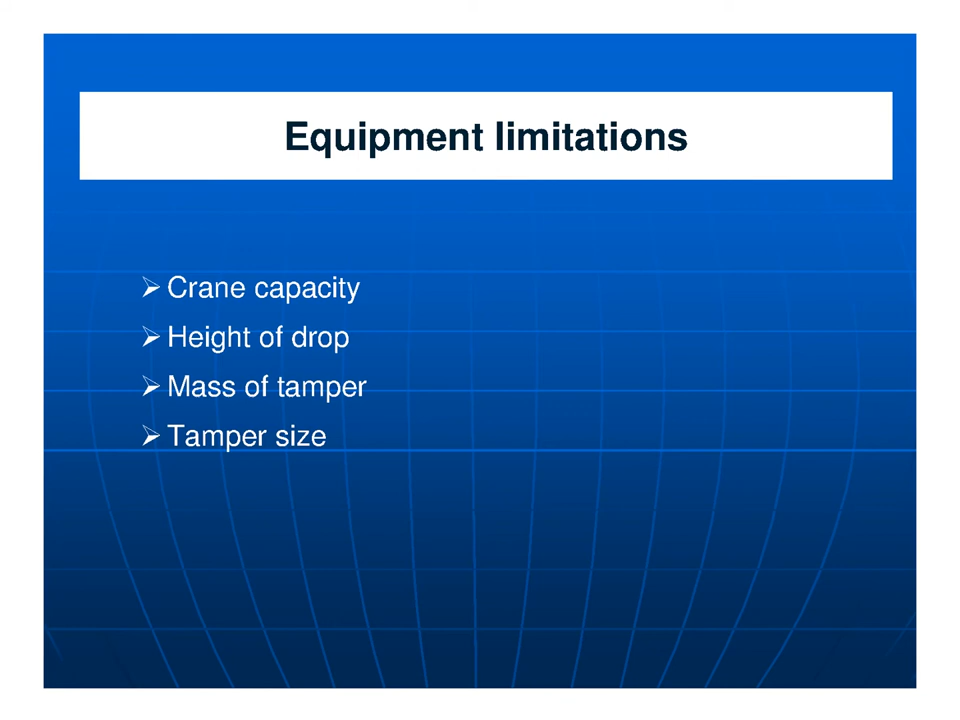 Equipment limitations
➢ Crane capacity
➢ Height of drop
➢ Mass of tamper
➢ Tamper size